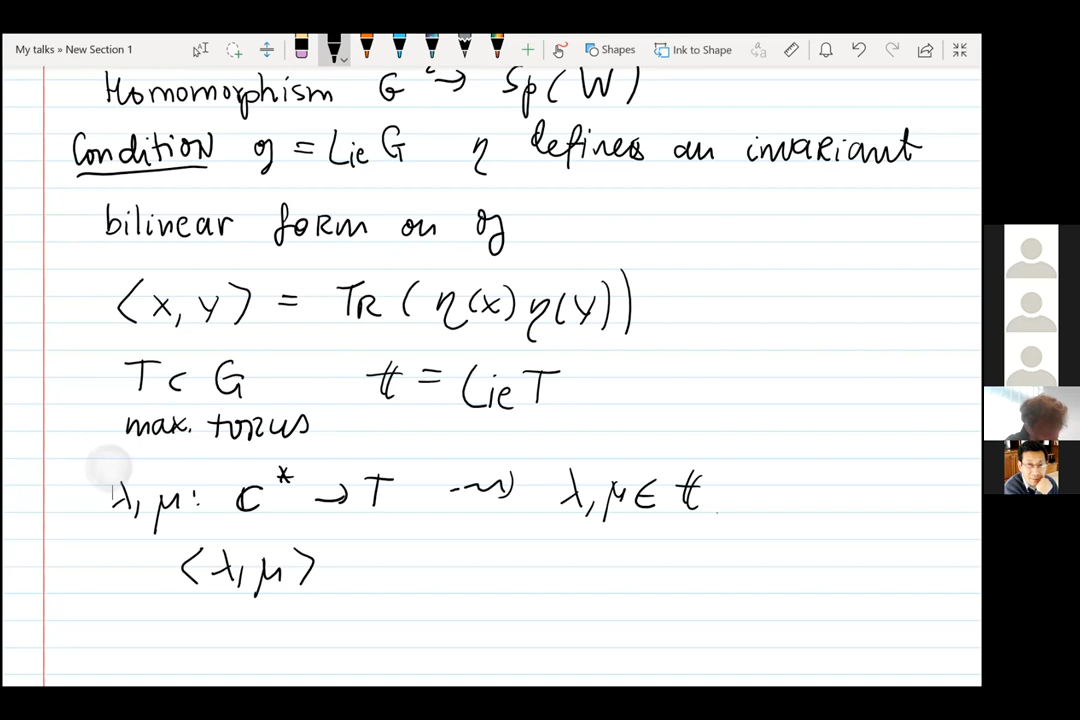 My talks » New Section 1
Shapes
Ink to Shape
Homomorphism G → Sp(W)
Condition 𝔤 = Lie G η defines an invariant
bilinear form on 𝔤
⟨x, y⟩ = TR(η(x)η(y))
T ⊂ G 𝔱 = Lie T
max. torus
λ, μ: ℂ* → T ⇝ λ, μ ∈ 𝔱
⟨λ, μ⟩